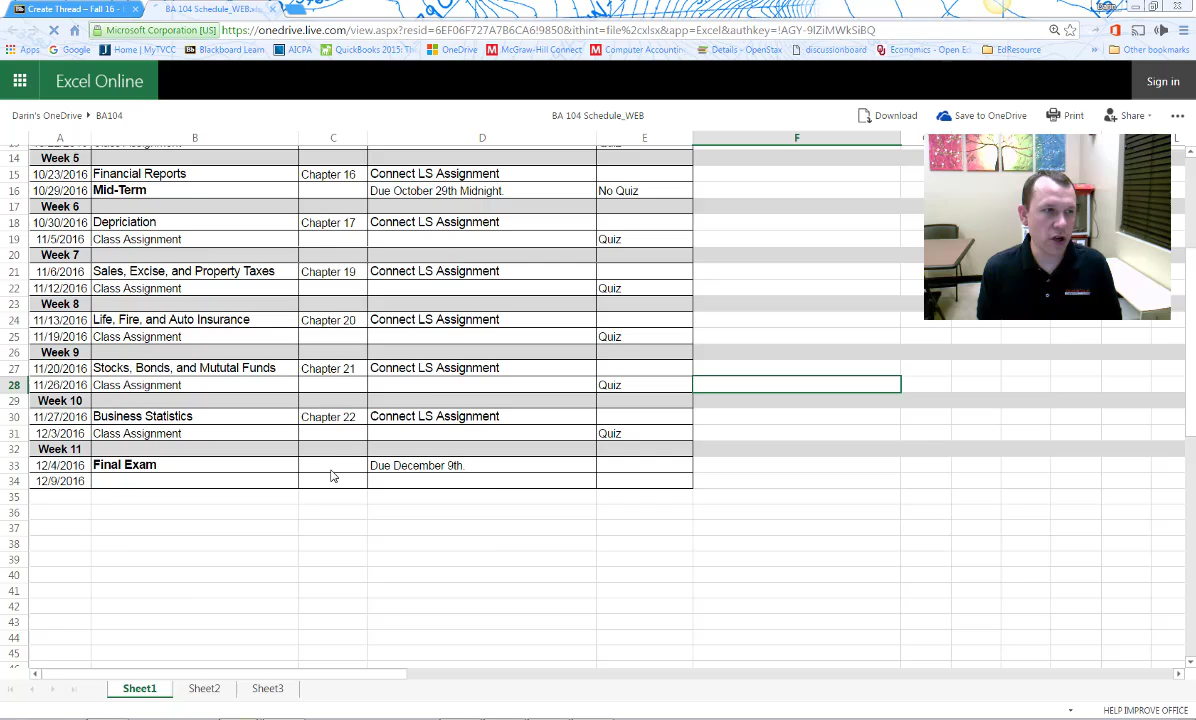 Create Thread – Fall 16 -
BA 104 Schedule_WEB.xls
Darin
Microsoft Corporation [US]
https://onedrive.live.com/view.aspx?resid=6EF06F727A7B6CA6!9850&ithint=file%2cxlsx&app=Excel&authkey=!AGY-9lZiMWkSiBQ
Apps Google Home | MyTVCC Blackboard Learn AICPA QuickBooks 2015: Th OneDrive McGraw-Hill Connect Computer Accountin Details - OpenStax discussionboard Economics - Open Ed EdResource » Other bookmarks
Excel Online
Sign in
Darin's OneDrive BA104
BA 104 Schedule_WEB
Download Save to OneDrive Print Share
A B C D E F L
14 Week 5
15 10/23/2016 Financial Reports Chapter 16 Connect LS Assignment
16 10/29/2016 Mid-Term Due October 29th Midnight. No Quiz
17 Week 6
18 10/30/2016 Depriciation Chapter 17 Connect LS Assignment
19 11/5/2016 Class Assignment Quiz
20 Week 7
21 11/6/2016 Sales, Excise, and Property Taxes Chapter 19 Connect LS Assignment
22 11/12/2016 Class Assignment Quiz
23 Week 8
24 11/13/2016 Life, Fire, and Auto Insurance Chapter 20 Connect LS Assignment
25 11/19/2016 Class Assignment Quiz
26 Week 9
27 11/20/2016 Stocks, Bonds, and Mututal Funds Chapter 21 Connect LS Assignment
28 11/26/2016 Class Assignment Quiz
29 Week 10
30 11/27/2016 Business Statistics Chapter 22 Connect LS Assignment
31 12/3/2016 Class Assignment Quiz
32 Week 11
33 12/4/2016 Final Exam Due December 9th.
34 12/9/2016
35
36
37
38
39
40
41
42
43
44
45
Sheet1 Sheet2 Sheet3
HELP IMPROVE OFFICE